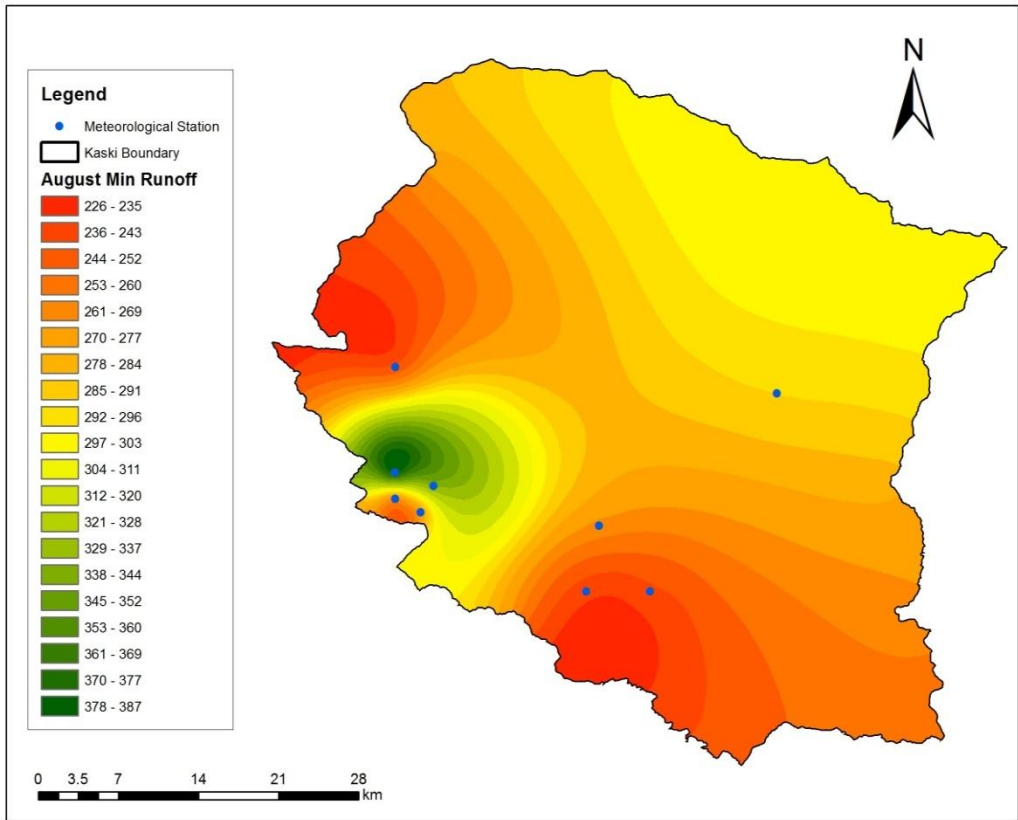 N
Legend
Meteorological Station
Kaski Boundary
August Min Runoff
226 - 235
236 - 243
244 - 252
253 - 260
261 - 269
270 - 277
278 - 284
285 - 291
292 - 296
297 - 303
304 - 311
312 - 320
321 - 328
329 - 337
338 - 344
345 - 352
353 - 360
361 - 369
370 - 377
378 - 387
0 3.5 7 14 21 28
km